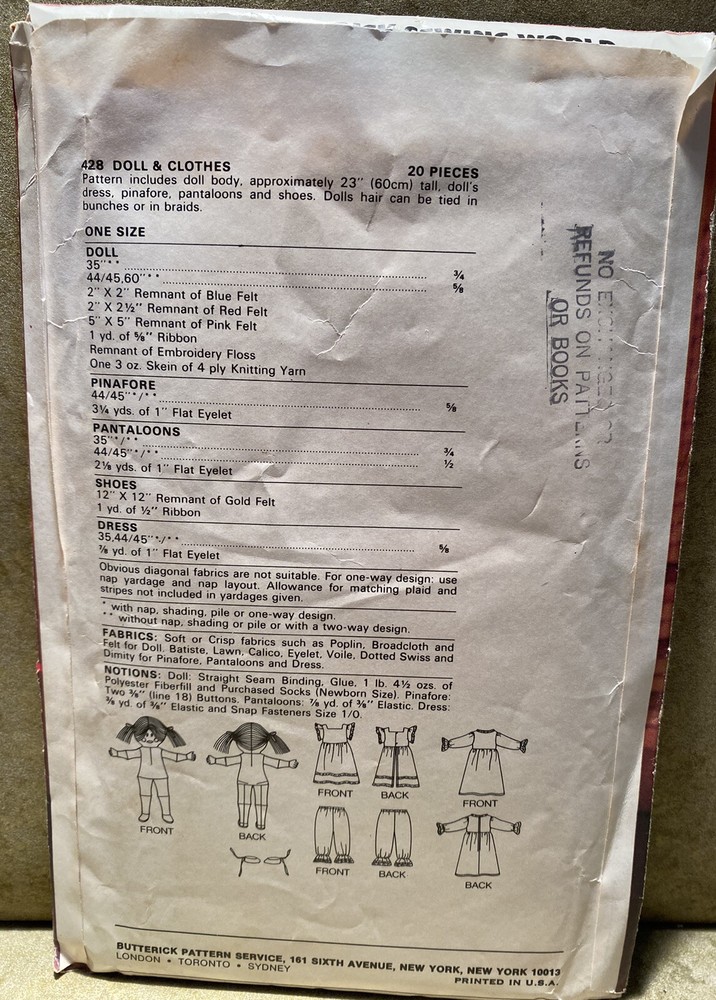 SEWING WORLD
428 DOLL & CLOTHES 20 PIECES
Pattern includes doll body, approximately 23" (60cm) tall, doll's
dress, pinafore, pantaloons and shoes. Dolls hair can be tied in
bunches or in braids.
ONE SIZE
DOLL
35"** ¾
44/45,60"** ⅝
2" X 2" Remnant of Blue Felt
2" X 2½" Remnant of Red Felt
5" X 5" Remnant of Pink Felt
1 yd. of ⅝" Ribbon
Remnant of Embroidery Floss
One 3 oz. Skein of 4 ply Knitting Yarn
PINAFORE
44/45"*/** ⅝
3¼ yds. of 1" Flat Eyelet
PANTALOONS
35"*/** ¾
44/45"*/** ½
2⅛ yds. of 1" Flat Eyelet
SHOES
12" X 12" Remnant of Gold Felt
1 yd. of ½" Ribbon
DRESS
35,44/45"*/** ⅝
⅞ yd. of 1" Flat Eyelet
Obvious diagonal fabrics are not suitable. For one-way design: use
nap yardage and nap layout. Allowance for matching plaid and
stripes not included in yardages given.
* with nap, shading, pile or one-way design.
** without nap, shading or pile or with a two-way design.
FABRICS: Soft or Crisp fabrics such as Poplin, Broadcloth and
Felt for Doll, Batiste, Lawn, Calico, Eyelet, Voile, Dotted Swiss and
Dimity for Pinafore, Pantaloons and Dress.
NOTIONS: Doll: Straight Seam Binding, Glue, 1 lb. 4½ ozs. of
Polyester Fiberfill and Purchased Socks (Newborn Size). Pinafore:
Two ⅜" (line 18) Buttons. Pantaloons: ⅞ yd. of ⅜" Elastic. Dress:
⅜ yd. of ⅜" Elastic and Snap Fasteners Size 1/0.
FRONT
BACK
FRONT
BACK
FRONT
FRONT
BACK
BACK
BUTTERICK PATTERN SERVICE, 161 SIXTH AVENUE, NEW YORK, NEW YORK 10013
LONDON • TORONTO • SYDNEY
PRINTED IN U.S.A.
NO EXCHANGES OR
REFUNDS ON PATTERNS
OR BOOKS